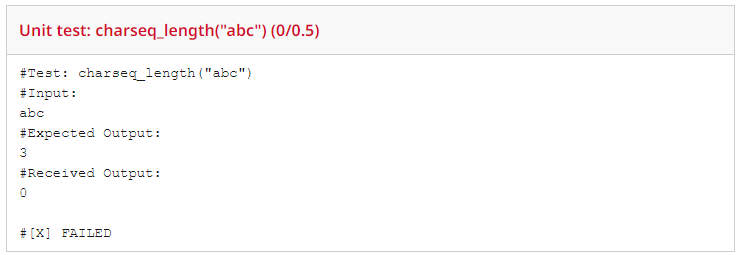 Unit test: charseq_length("abc") (0/0.5)
#Test: charseq_length("abc")
#Input:
abc
#Expected Output:
3
#Received Output:
0
#[X] FAILED